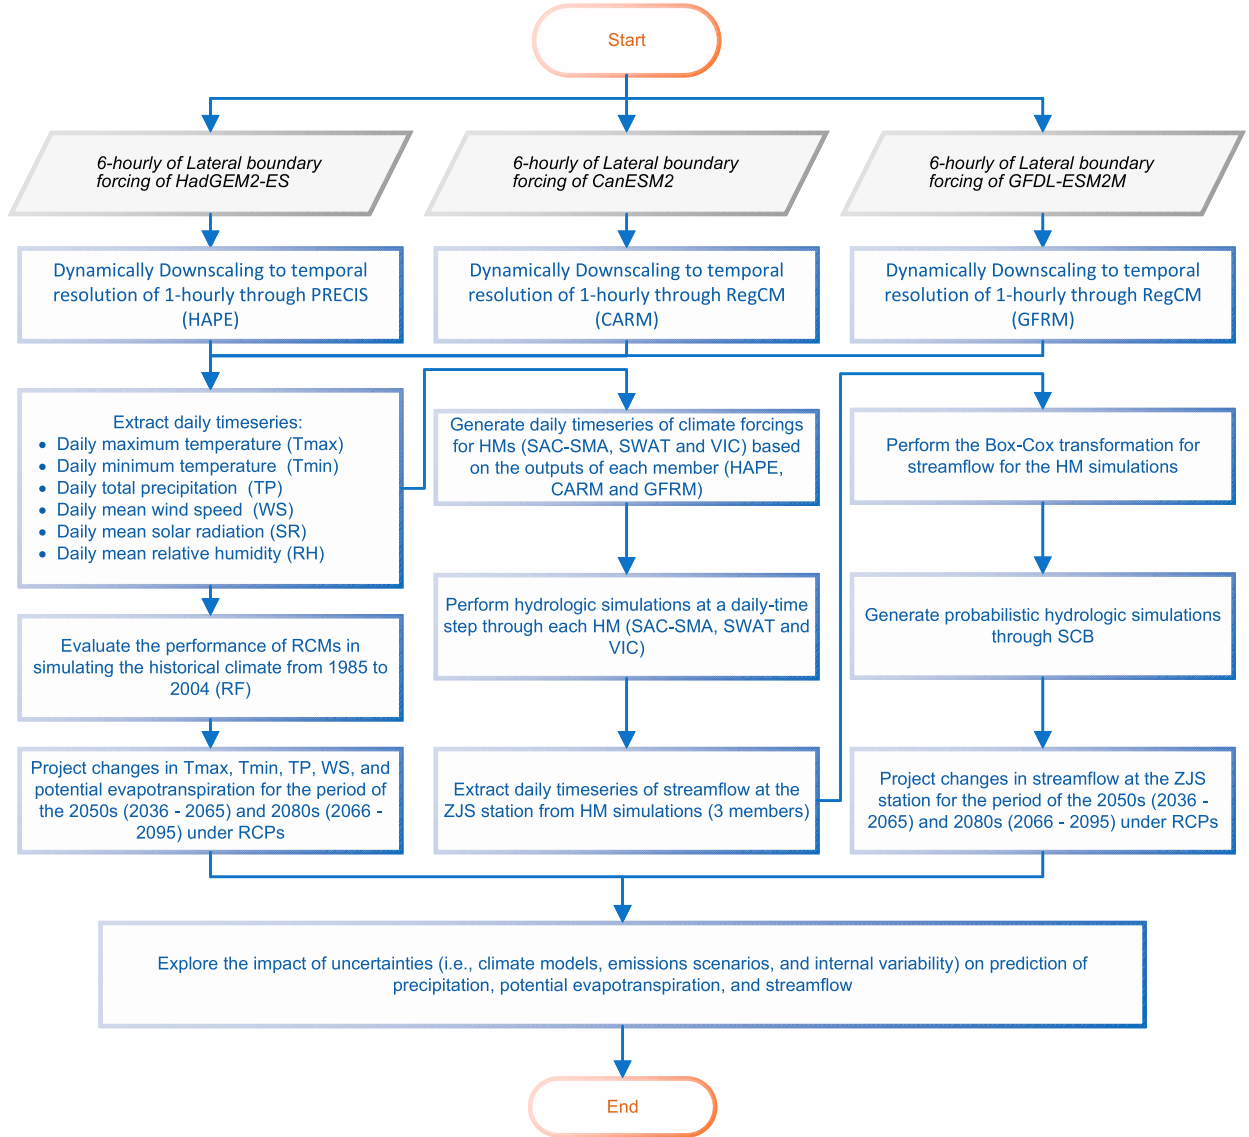 Start
6-hourly of Lateral boundary
forcing of HadGEM2-ES
6-hourly of Lateral boundary
forcing of CanESM2
6-hourly of Lateral boundary
forcing of GFDL-ESM2M
Dynamically Downscaling to temporal
resolution of 1-hourly through PRECIS
(HAPE)
Dynamically Downscaling to temporal
resolution of 1-hourly through RegCM
(CARM)
Dynamically Downscaling to temporal
resolution of 1-hourly through RegCM
(GFRM)
Extract daily timeseries:
• Daily maximum temperature (Tmax)
• Daily minimum temperature (Tmin)
• Daily total precipitation (TP)
• Daily mean wind speed (WS)
• Daily mean solar radiation (SR)
• Daily mean relative humidity (RH)
Evaluate the performance of RCMs in
simulating the historical climate from 1985 to
2004 (RF)
Project changes in Tmax, Tmin, TP, WS, and
potential evapotranspiration for the period of
the 2050s (2036 - 2065) and 2080s (2066 -
2095) under RCPs
Generate daily timeseries of climate forcings
for HMs (SAC-SMA, SWAT and VIC) based
on the outputs of each member (HAPE,
CARM and GFRM)
Perform hydrologic simulations at a daily-time
step through each HM (SAC-SMA, SWAT and
VIC)
Extract daily timeseries of streamflow at the
ZJS station from HM simulations (3 members)
Perform the Box-Cox transformation for
streamflow for the HM simulations
Generate probabilistic hydrologic simulations
through SCB
Project changes in streamflow at the ZJS
station for the period of the 2050s (2036 -
2065) and 2080s (2066 - 2095) under RCPs
Explore the impact of uncertainties (i.e., climate models, emissions scenarios, and internal variability) on prediction of
precipitation, potential evapotranspiration, and streamflow
End